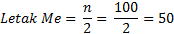 Letak Me = n/2 = 100/2 = 50